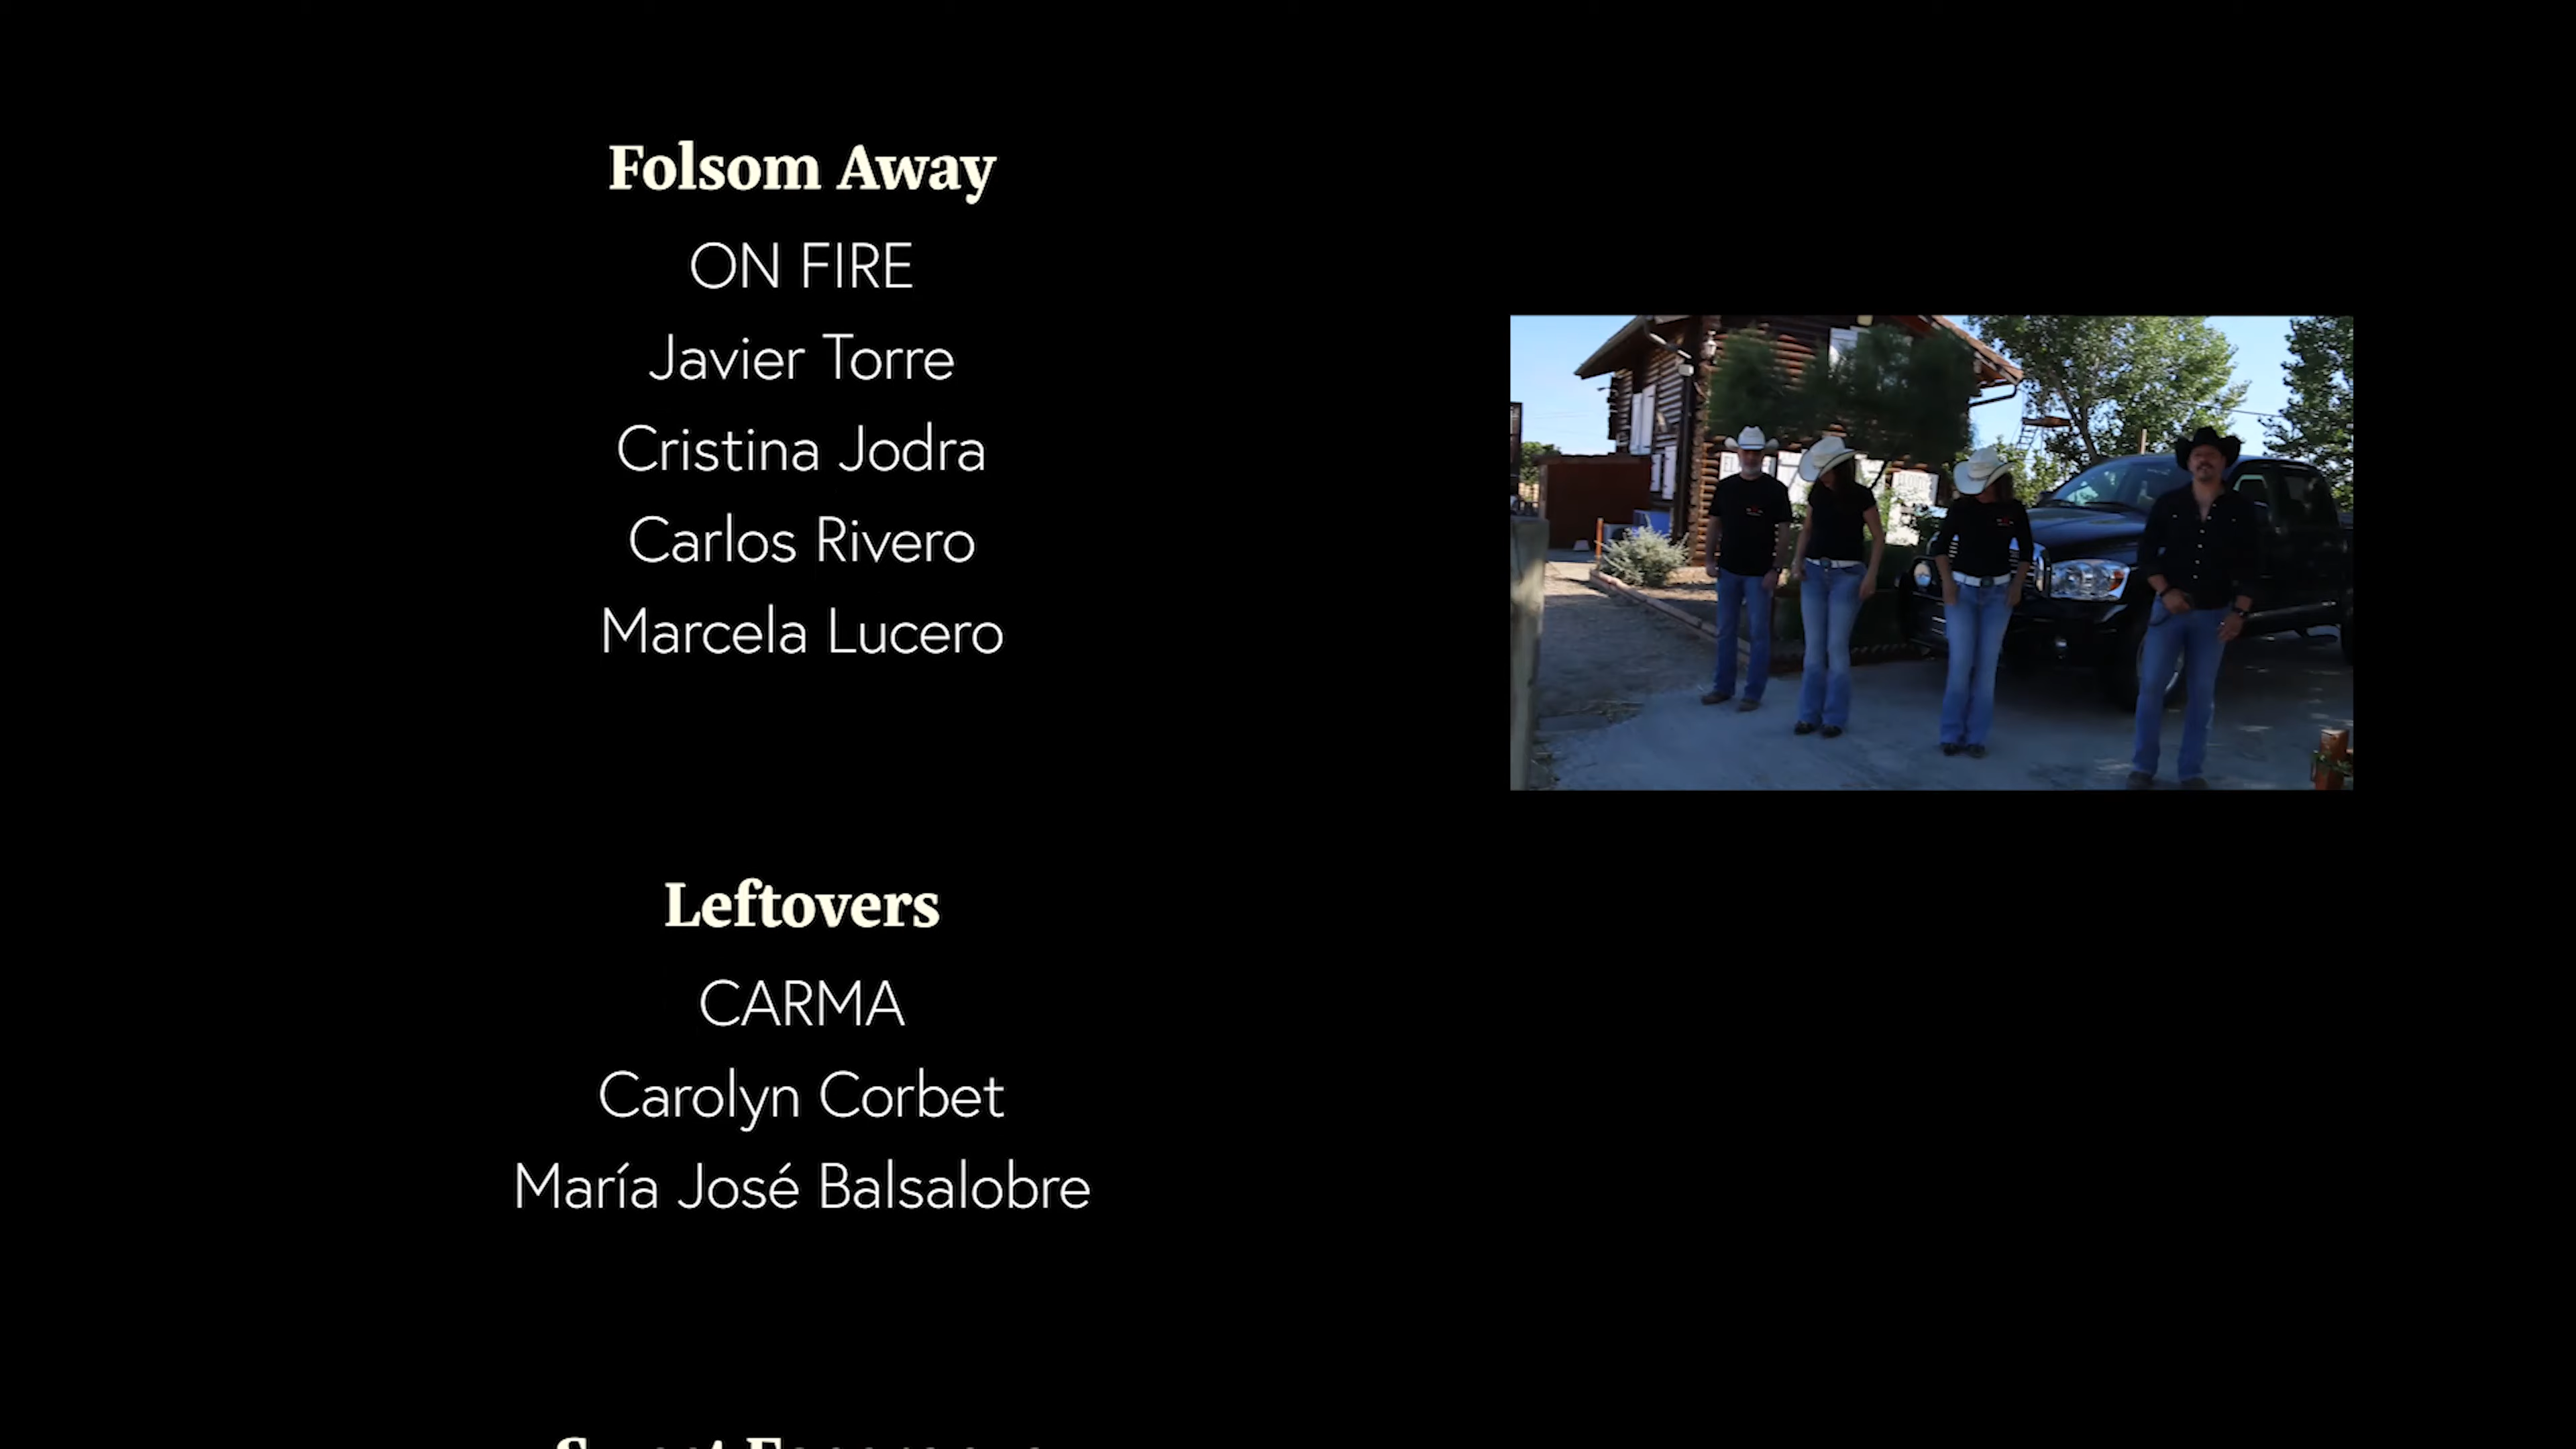 Folsom Away
ON FIRE
Javier Torre
Cristina Jodra
Carlos Rivero
Marcela Lucero
Leftovers
CARMA
Carolyn Corbet
María José Balsalobre